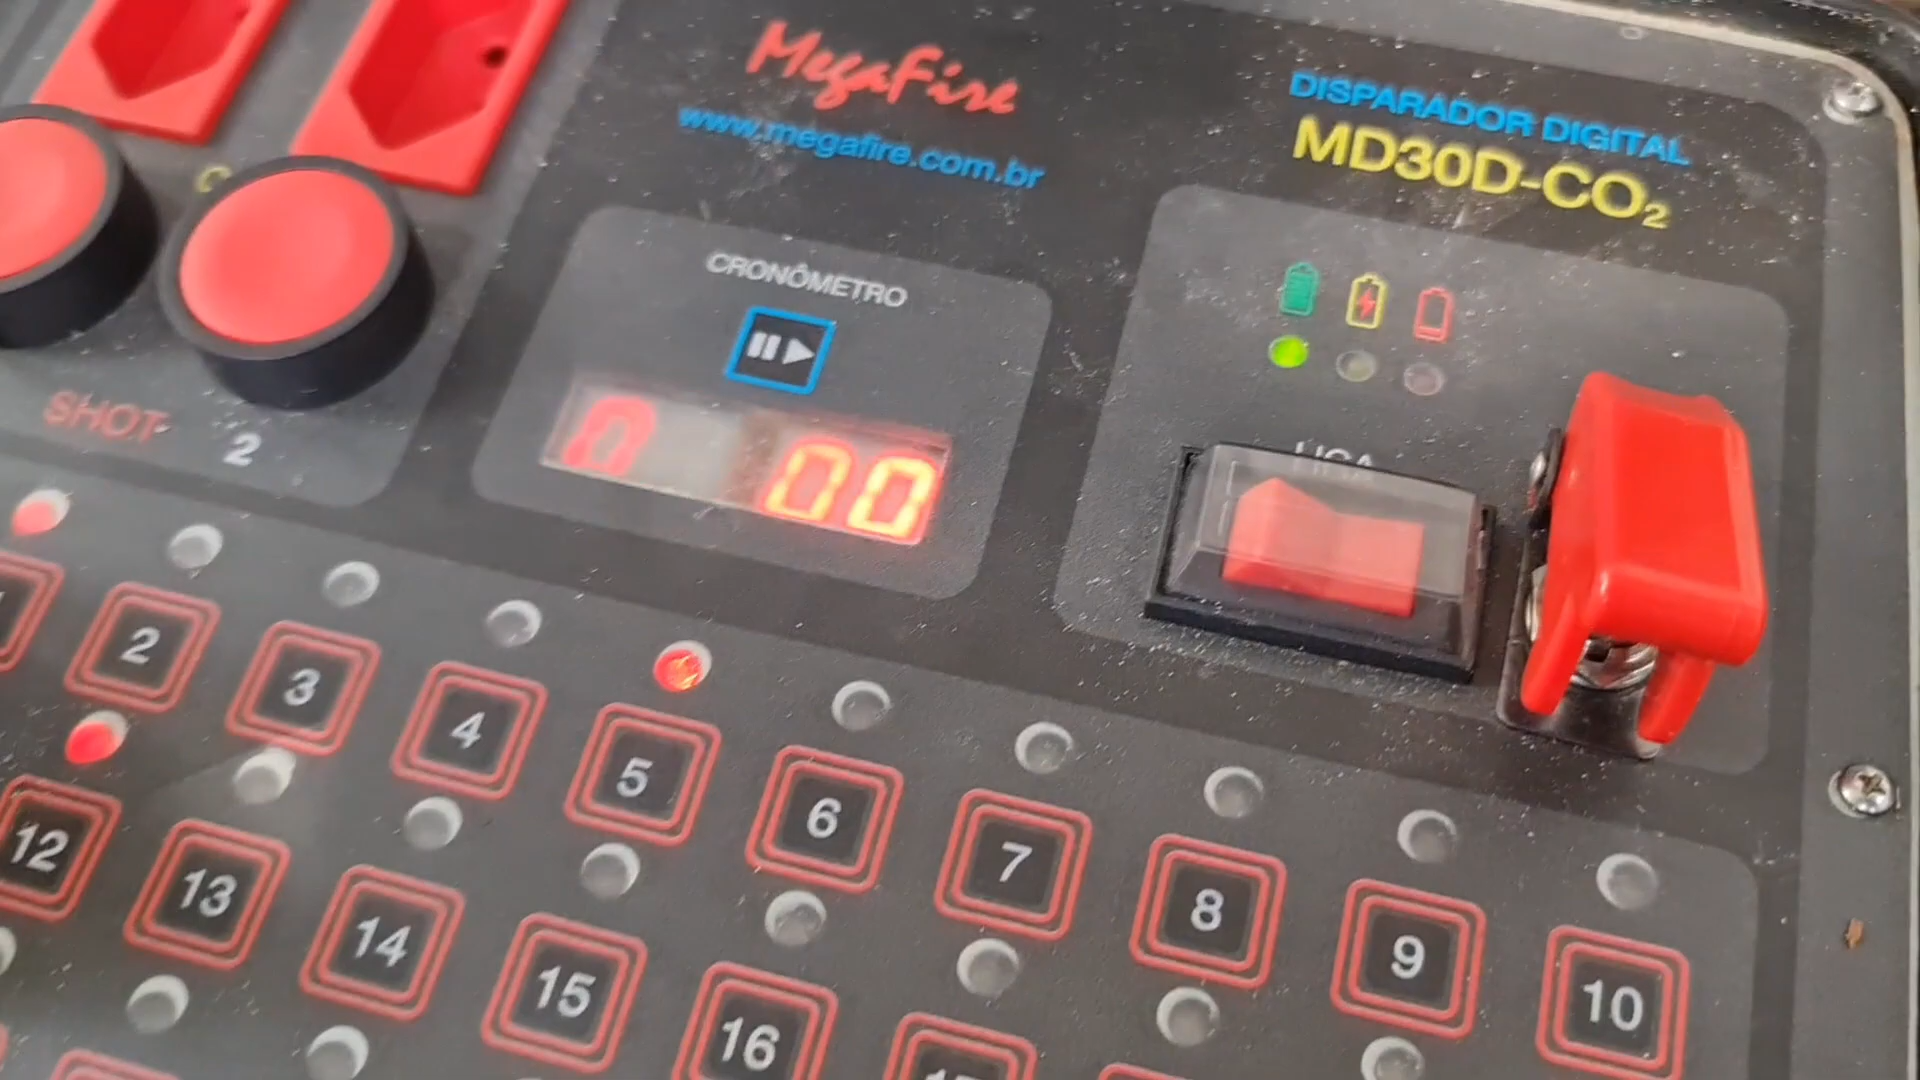 MegaFire
www.megafire.com.br
DISPARADOR DIGITAL
MD30D-CO₂
CRONÔMETRO
00
LIGA
SHOT
2
2
3
4
5
6
7
8
9
10
12
13
14
15
16